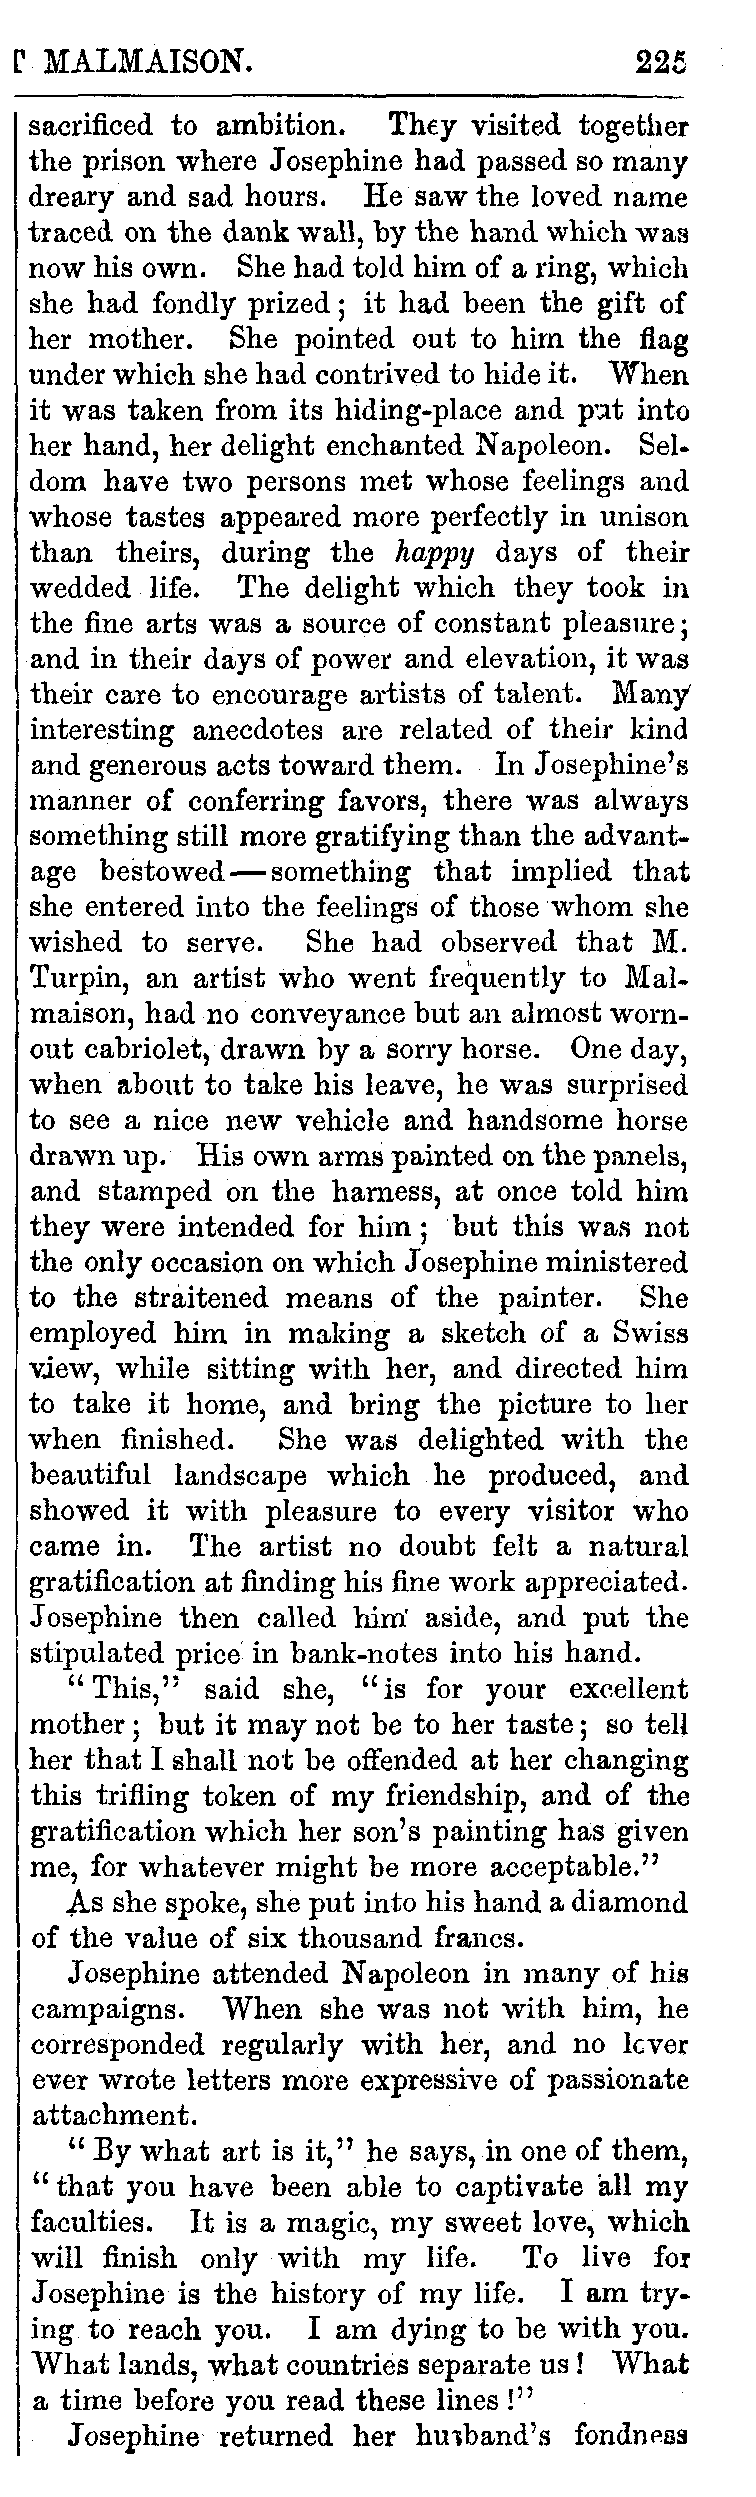 T MALMAISON. 225
sacrificed to ambition. They visited together
the prison where Josephine had passed so many
dreary and sad hours. He saw the loved name
traced on the dank wall, by the hand which was
now his own. She had told him of a ring, which
she had fondly prized; it had been the gift of
her mother. She pointed out to him the flag
under which she had contrived to hide it. When
it was taken from its hiding-place and put into
her hand, her delight enchanted Napoleon. Sel-
dom have two persons met whose feelings and
whose tastes appeared more perfectly in unison
than theirs, during the happy days of their
wedded life. The delight which they took in
the fine arts was a source of constant pleasure;
and in their days of power and elevation, it was
their care to encourage artists of talent. Many
interesting anecdotes are related of their kind
and generous acts toward them. In Josephine's
manner of conferring favors, there was always
something still more gratifying than the advant-
age bestowed—something that implied that
she entered into the feelings of those whom she
wished to serve. She had observed that M.
Turpin, an artist who went frequently to Mal-
maison, had no conveyance but an almost worn-
out cabriolet, drawn by a sorry horse. One day,
when about to take his leave, he was surprised
to see a nice new vehicle and handsome horse
drawn up. His own arms painted on the panels,
and stamped on the harness, at once told him
they were intended for him; but this was not
the only occasion on which Josephine ministered
to the straitened means of the painter. She
employed him in making a sketch of a Swiss
view, while sitting with her, and directed him
to take it home, and bring the picture to her
when finished. She was delighted with the
beautiful landscape which he produced, and
showed it with pleasure to every visitor who
came in. The artist no doubt felt a natural
gratification at finding his fine work appreciated.
Josephine then called him aside, and put the
stipulated price in bank-notes into his hand.
"This," said she, "is for your excellent
mother; but it may not be to her taste; so tell
her that I shall not be offended at her changing
this trifling token of my friendship, and of the
gratification which her son's painting has given
me, for whatever might be more acceptable."
As she spoke, she put into his hand a diamond
of the value of six thousand francs.
Josephine attended Napoleon in many of his
campaigns. When she was not with him, he
corresponded regularly with her, and no lover
ever wrote letters more expressive of passionate
attachment.
"By what art is it," he says, in one of them,
"that you have been able to captivate all my
faculties. It is a magic, my sweet love, which
will finish only with my life. To live for
Josephine is the history of my life. I am try-
ing to reach you. I am dying to be with you.
What lands, what countries separate us! What
a time before you read these lines!"
Josephine returned her husband's fondness